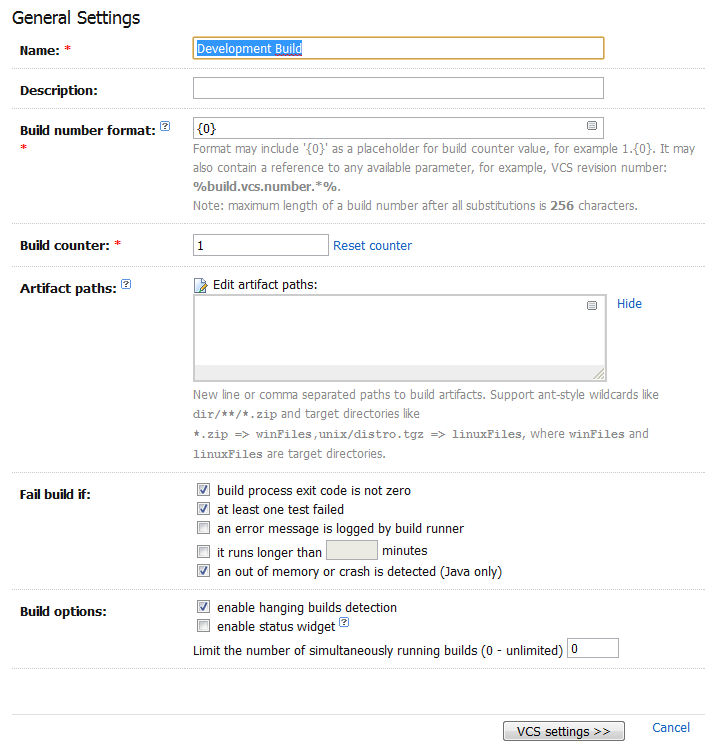 General Settings
Name: *
Development Build
Description:
Build number format: ?
*
{0}
Format may include '{0}' as a placeholder for build counter value, for example 1.{0}. It may
also contain a reference to any available parameter, for example, VCS revision number:
%build.vcs.number.*%.
Note: maximum length of a build number after all substitutions is 256 characters.
Build counter: *
1 Reset counter
Artifact paths: ?
Edit artifact paths:
Hide
New line or comma separated paths to build artifacts. Support ant-style wildcards like
dir/**/*.zip and target directories like
*.zip => winFiles,unix/distro.tgz => linuxFiles, where winFiles and
linuxFiles are target directories.
Fail build if:
build process exit code is not zero
at least one test failed
an error message is logged by build runner
it runs longer than minutes
an out of memory or crash is detected (Java only)
Build options:
enable hanging builds detection
enable status widget ?
Limit the number of simultaneously running builds (0 - unlimited) 0
VCS settings >> Cancel